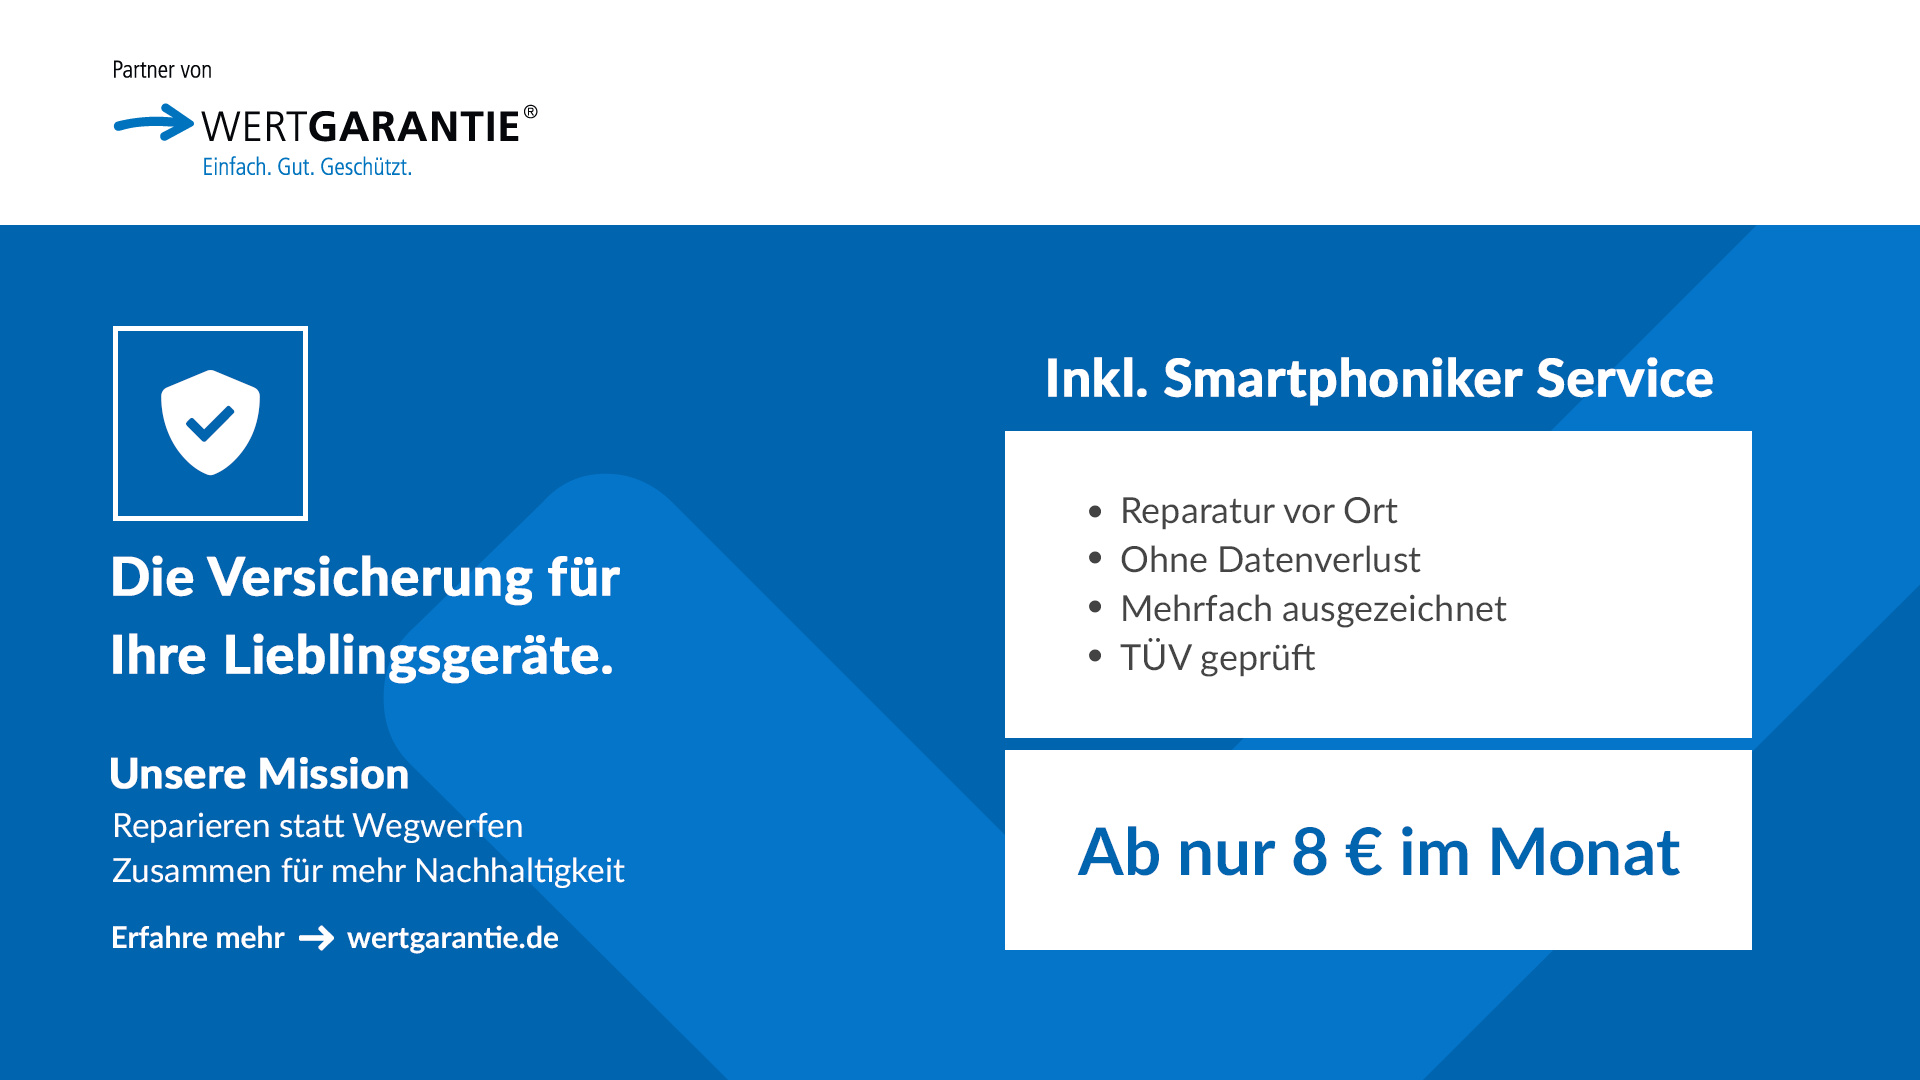 Partner von
WERTGARANTIE®
Einfach. Gut. Geschützt.
Die Versicherung für
Ihre Lieblingsgeräte.
Unsere Mission
Reparieren statt Wegwerfen
Zusammen für mehr Nachhaltigkeit
Erfahre mehr → wertgarantie.de
Inkl. Smartphoniker Service
• Reparatur vor Ort
• Ohne Datenverlust
• Mehrfach ausgezeichnet
• TÜV geprüft
Ab nur 8 € im Monat